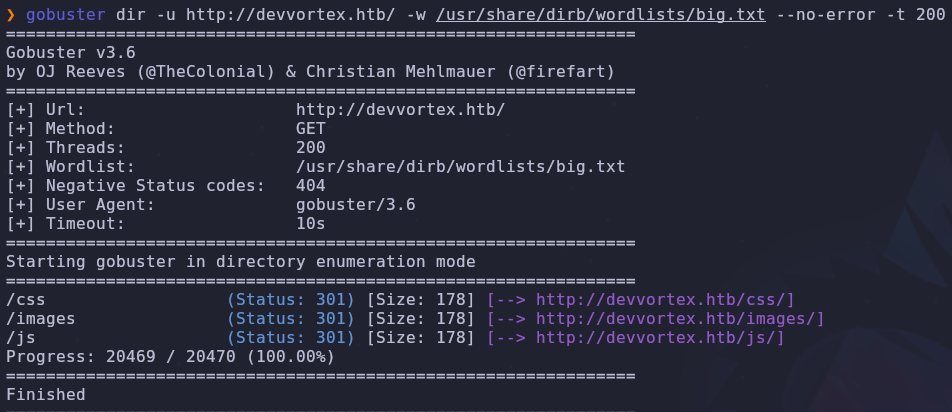 ❯ gobuster dir -u http://devvortex.htb/ -w /usr/share/dirb/wordlists/big.txt --no-error -t 200
===============================================================
Gobuster v3.6
by OJ Reeves (@TheColonial) & Christian Mehlmauer (@firefart)
===============================================================
[+] Url:                     http://devvortex.htb/
[+] Method:                  GET
[+] Threads:                 200
[+] Wordlist:                /usr/share/dirb/wordlists/big.txt
[+] Negative Status codes:   404
[+] User Agent:              gobuster/3.6
[+] Timeout:                 10s
===============================================================
Starting gobuster in directory enumeration mode
===============================================================
/css                  (Status: 301) [Size: 178] [--> http://devvortex.htb/css/]
/images               (Status: 301) [Size: 178] [--> http://devvortex.htb/images/]
/js                   (Status: 301) [Size: 178] [--> http://devvortex.htb/js/]
Progress: 20469 / 20470 (100.00%)
===============================================================
Finished
===============================================================